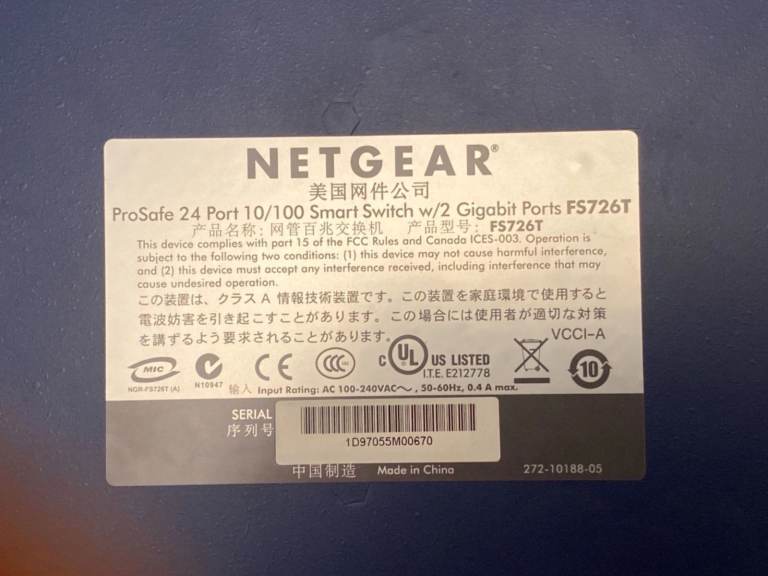 NETGEAR®
美国网件公司
ProSafe 24 Port 10/100 Smart Switch w/2 Gigabit Ports FS726T
产品名称: 网管百兆交换机 产品型号: FS726T
This device complies with part 15 of the FCC Rules and Canada ICES-003. Operation is
subject to the following two conditions: (1) this device may not cause harmful interference,
and (2) this device must accept any interference received, including interference that may
cause undesired operation.
この装置は、クラス A 情報技術装置です。この装置を家庭環境で使用すると
電波妨害を引き起こすことがあります。この場合には使用者が適切な対策
を講ずるよう要求されることがあります。
VCCI-A
MIC
CE
CCC
C UL US LISTED
I.T.E. E212778
10
NGR-FS726T (A)
N10947
输入 Input Rating: AC 100-240VAC～, 50-60Hz, 0.4 A max.
SERIAL
序列号
1D97055M00670
中国制造 Made in China 272-10188-05